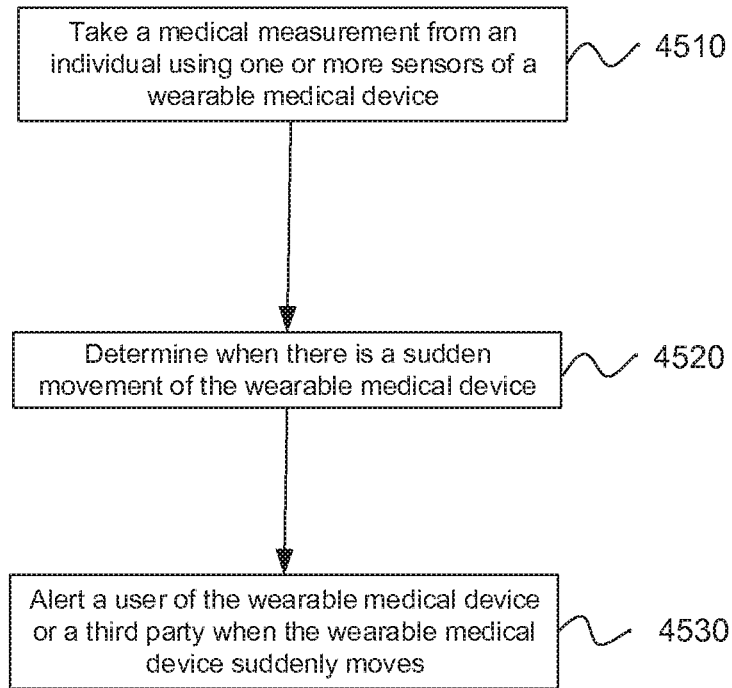 Take a medical measurement from an
individual using one or more sensors of a
wearable medical device
4510
Determine when there is a sudden
movement of the wearable medical device
4520
Alert a user of the wearable medical device
or a third party when the wearable medical
device suddenly moves
4530